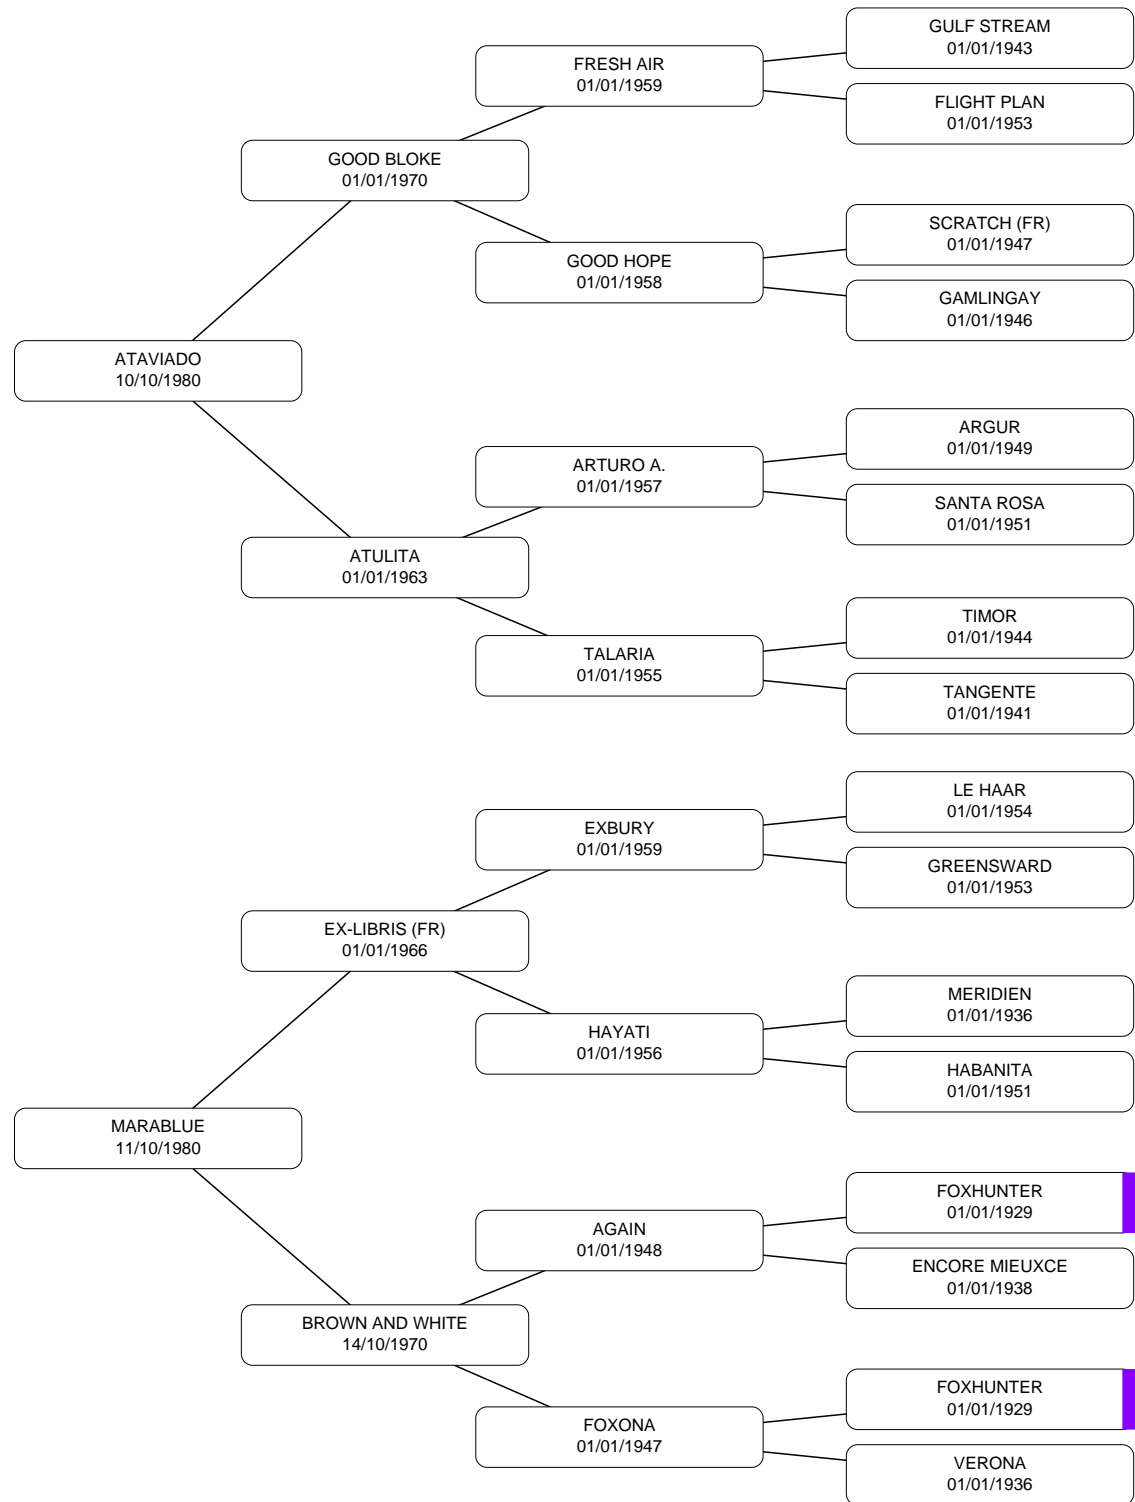 GULF STREAM
01/01/1943
FRESH AIR
01/01/1959
FLIGHT PLAN
01/01/1953
GOOD BLOKE
01/01/1970
SCRATCH (FR)
01/01/1947
GOOD HOPE
01/01/1958
GAMLINGAY
01/01/1946
ATAVIADO
10/10/1980
ARGUR
01/01/1949
ARTURO A.
01/01/1957
SANTA ROSA
01/01/1951
ATULITA
01/01/1963
TIMOR
01/01/1944
TALARIA
01/01/1955
TANGENTE
01/01/1941
LE HAAR
01/01/1954
EXBURY
01/01/1959
GREENSWARD
01/01/1953
EX-LIBRIS (FR)
01/01/1966
MERIDIEN
01/01/1936
HAYATI
01/01/1956
HABANITA
01/01/1951
MARABLUE
11/10/1980
FOXHUNTER
01/01/1929
AGAIN
01/01/1948
ENCORE MIEUXCE
01/01/1938
BROWN AND WHITE
14/10/1970
FOXHUNTER
01/01/1929
FOXONA
01/01/1947
VERONA
01/01/1936